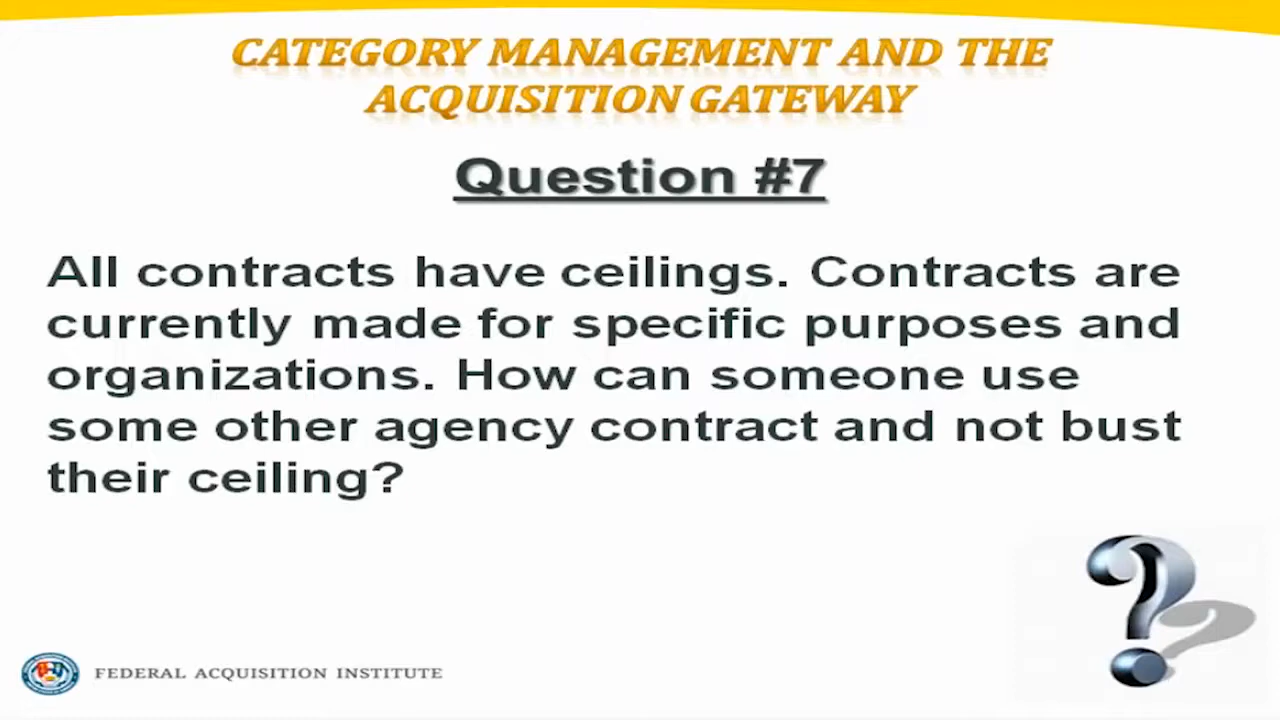 CATEGORY MANAGEMENT AND THE
ACQUISITION GATEWAY
Question #7
All contracts have ceilings. Contracts are
currently made for specific purposes and
organizations. How can someone use
some other agency contract and not bust
their ceiling?
FEDERAL ACQUISITION INSTITUTE